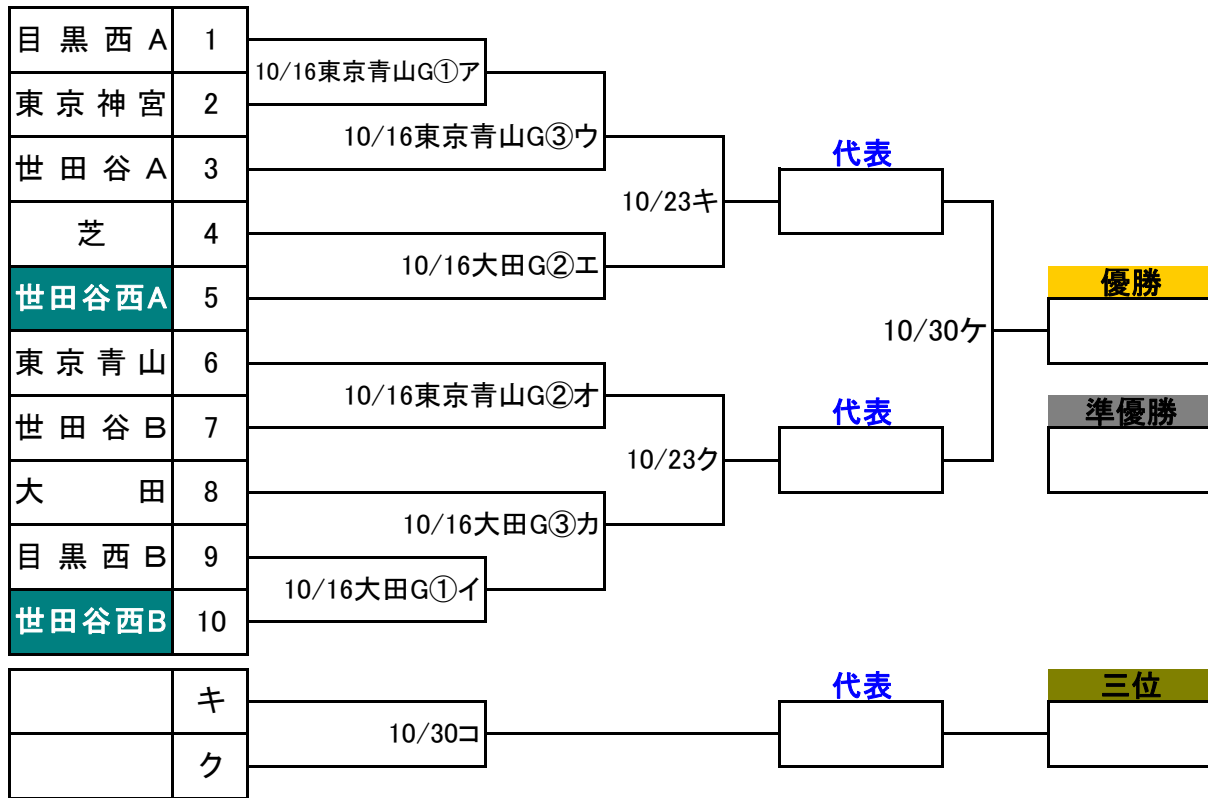 目黒西A 1
10/16東京青山G①ア
東京神宮 2
10/16東京青山G③ウ
世田谷A 3
代表
10/23キ
芝 4
10/16大田G②エ
世田谷西A 5
優勝
10/30ケ
東京青山 6
10/16東京青山G②オ
代表
準優勝
世田谷B 7
10/23ク
大田 8
10/16大田G③カ
目黒西B 9
10/16大田G①イ
世田谷西B 10
代表
三位
キ
10/30コ
ク